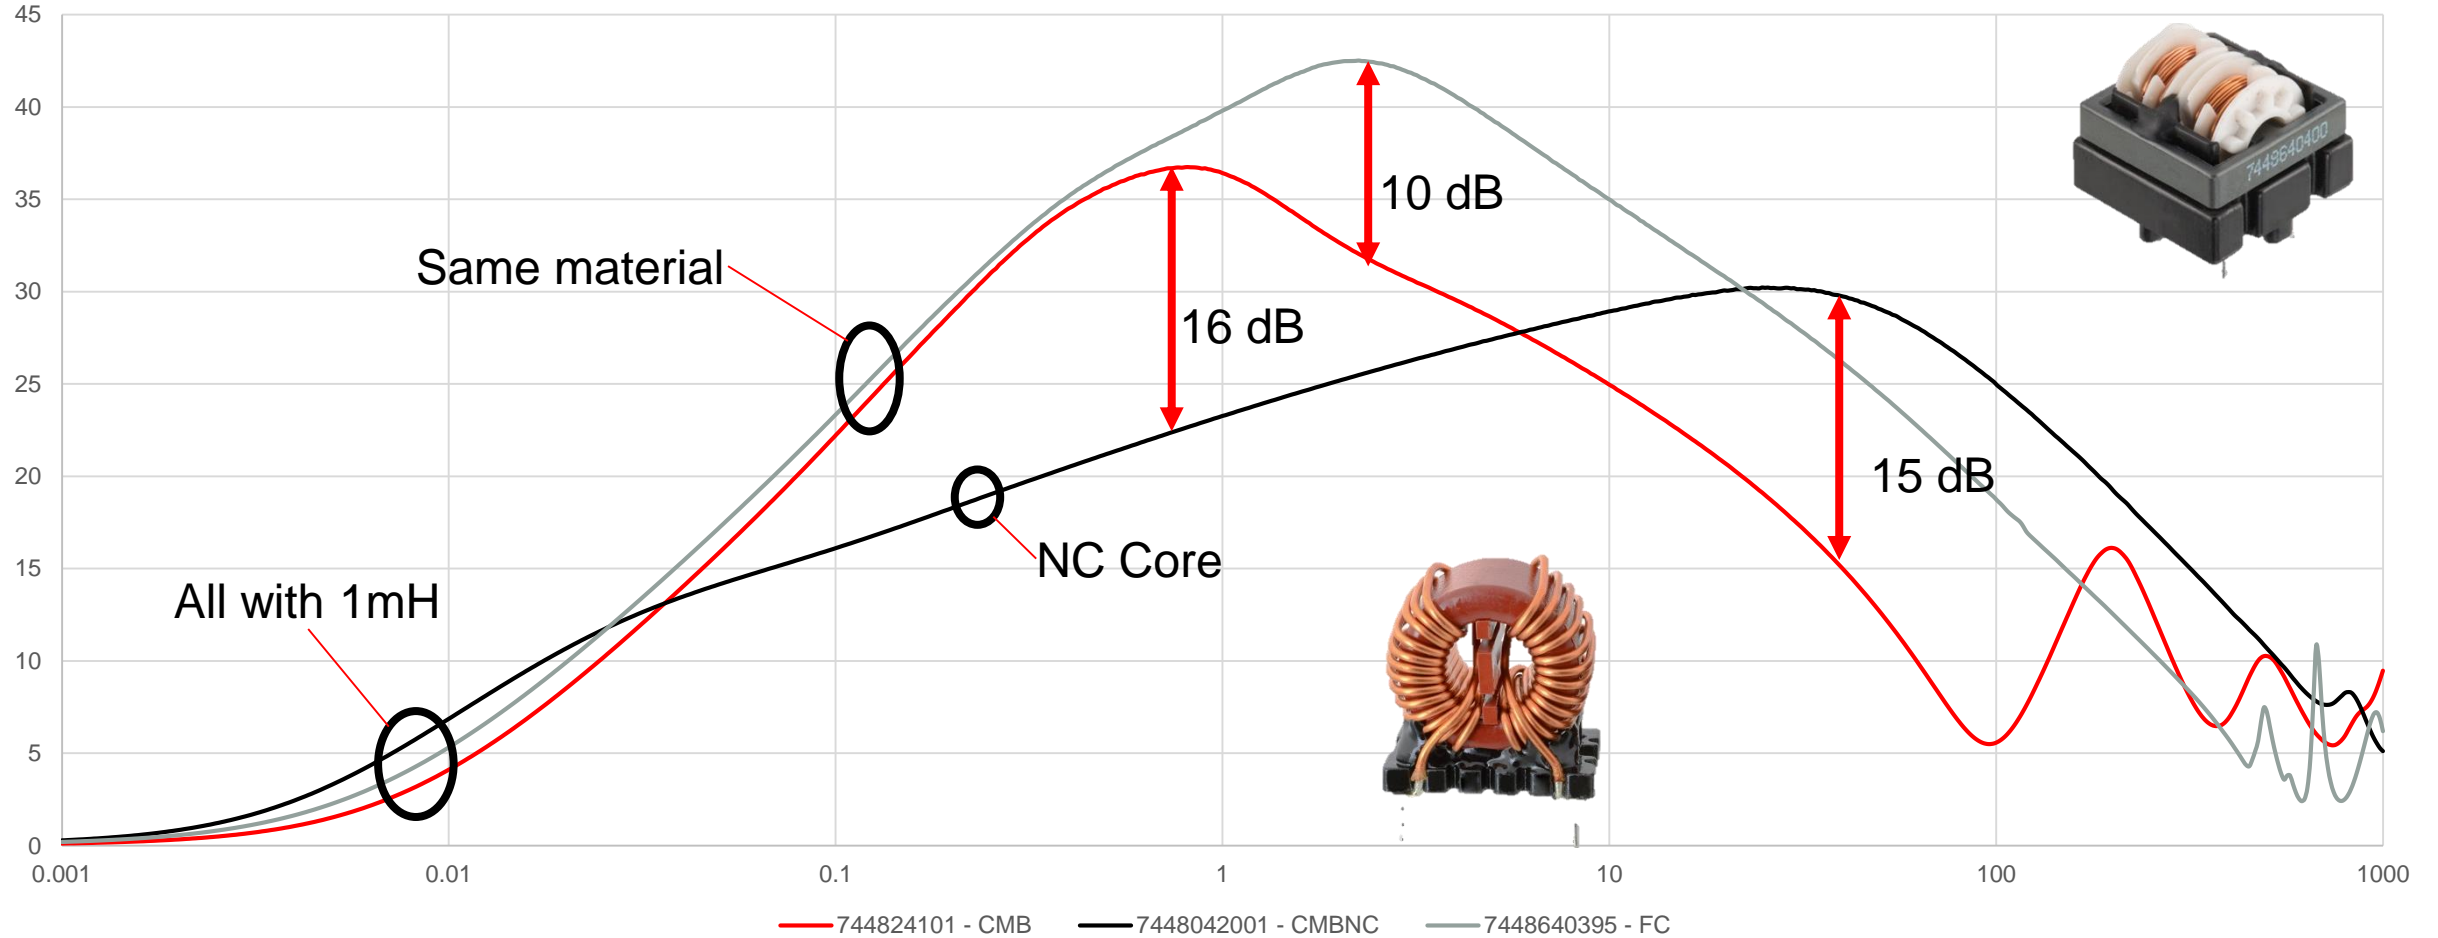 45
40
35
30
25
20
15
10
5
0
7448640400
10 dB
Same material
16 dB
15 dB
NC Core
All with 1mH
0.001 0.01 0.1 1 10 100 1000
744824101 - CMB 7448042001 - CMBNC 7448640395 - FC